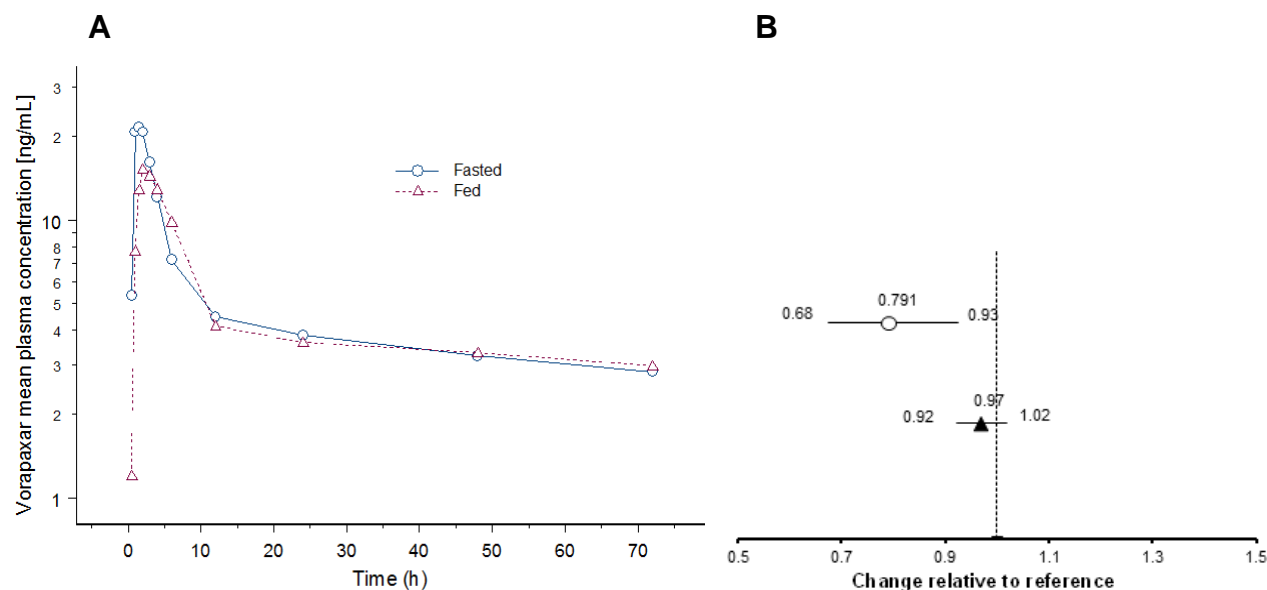 A
B
Vorapaxar mean plasma concentration [ng/mL]
3
2
10
8
7
6
5
4
3
2
1
Fasted
Fed
0 10 20 30 40 50 60 70
Time (h)
0.68 0.791 0.93
0.92 0.97 1.02
0.5 0.7 0.9 1.1 1.3 1.5
Change relative to reference